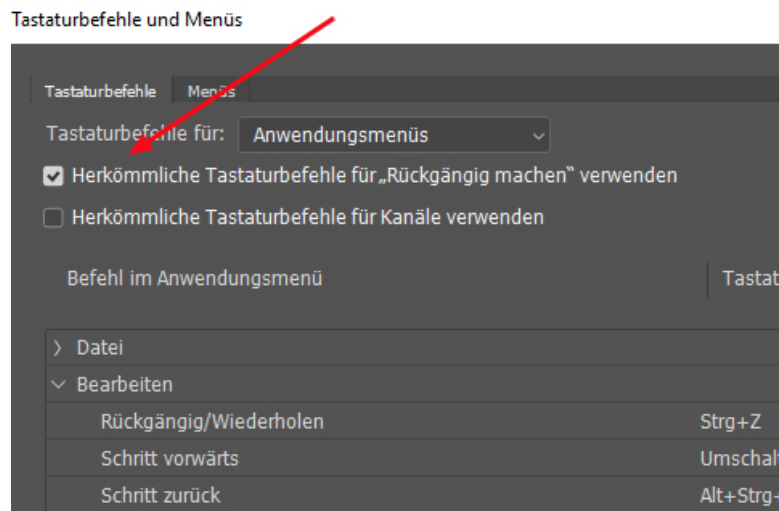 Tastaturbefehle und Menüs
Tastaturbefehle Menüs
Tastaturbefehle für: Anwendungsmenüs
Herkömmliche Tastaturbefehle für „Rückgängig machen“ verwenden
Herkömmliche Tastaturbefehle für Kanäle verwenden
Befehl im Anwendungsmenü Tastat
Datei
Bearbeiten
Rückgängig/Wiederholen Strg+Z
Schritt vorwärts Umschal
Schritt zurück Alt+Strg+